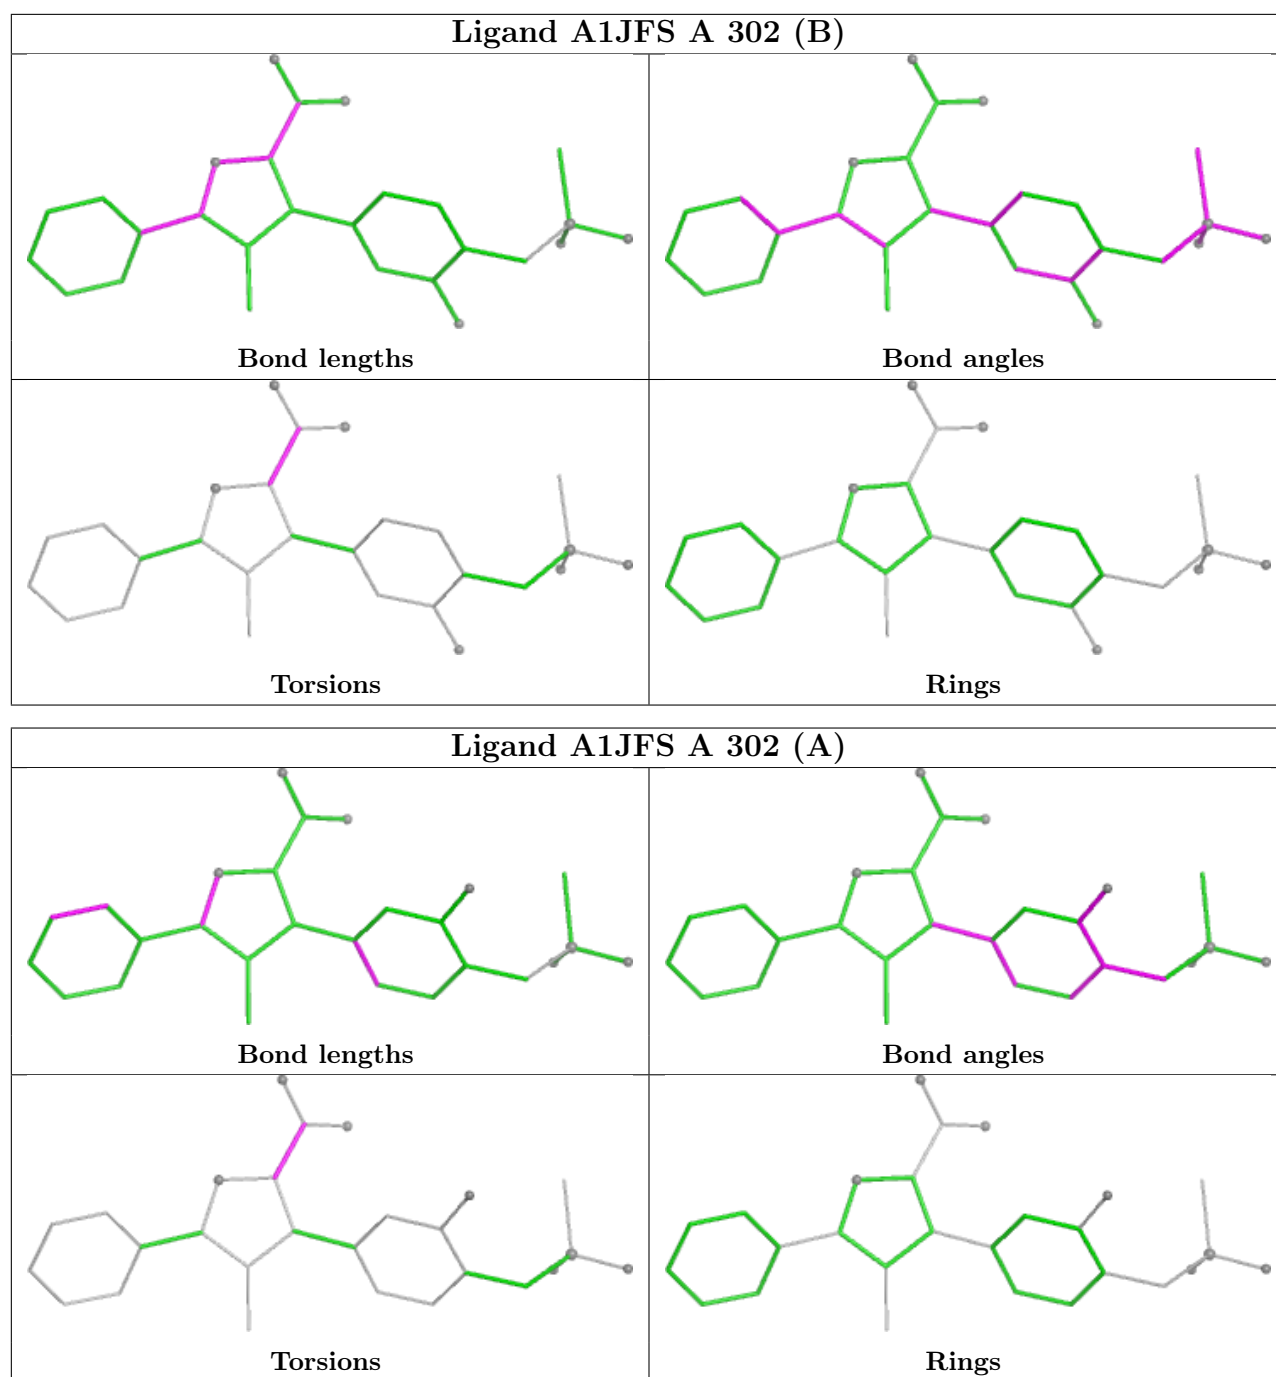 Ligand A1JFS A 302 (B)
Bond lengths
Bond angles
Torsions
Rings
Ligand A1JFS A 302 (A)
Bond lengths
Bond angles
Torsions
Rings